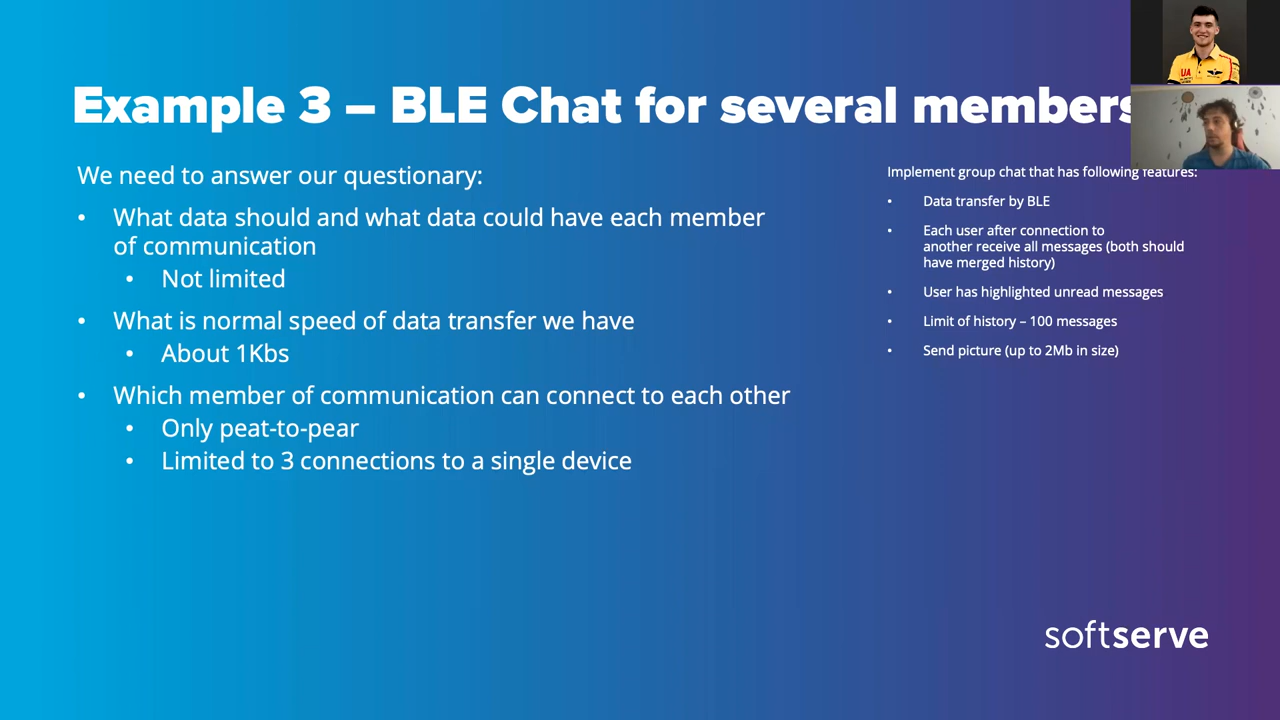 Example 3 – BLE Chat for several members
We need to answer our questionary:
• What data should and what data could have each member
of communication
• Not limited
• What is normal speed of data transfer we have
• About 1Kbs
• Which member of communication can connect to each other
• Only peat-to-pear
• Limited to 3 connections to a single device
Implement group chat that has following features:
• Data transfer by BLE
• Each user after connection to
another receive all messages (both should
have merged history)
• User has highlighted unread messages
• Limit of history – 100 messages
• Send picture (up to 2Mb in size)
UA
softserve